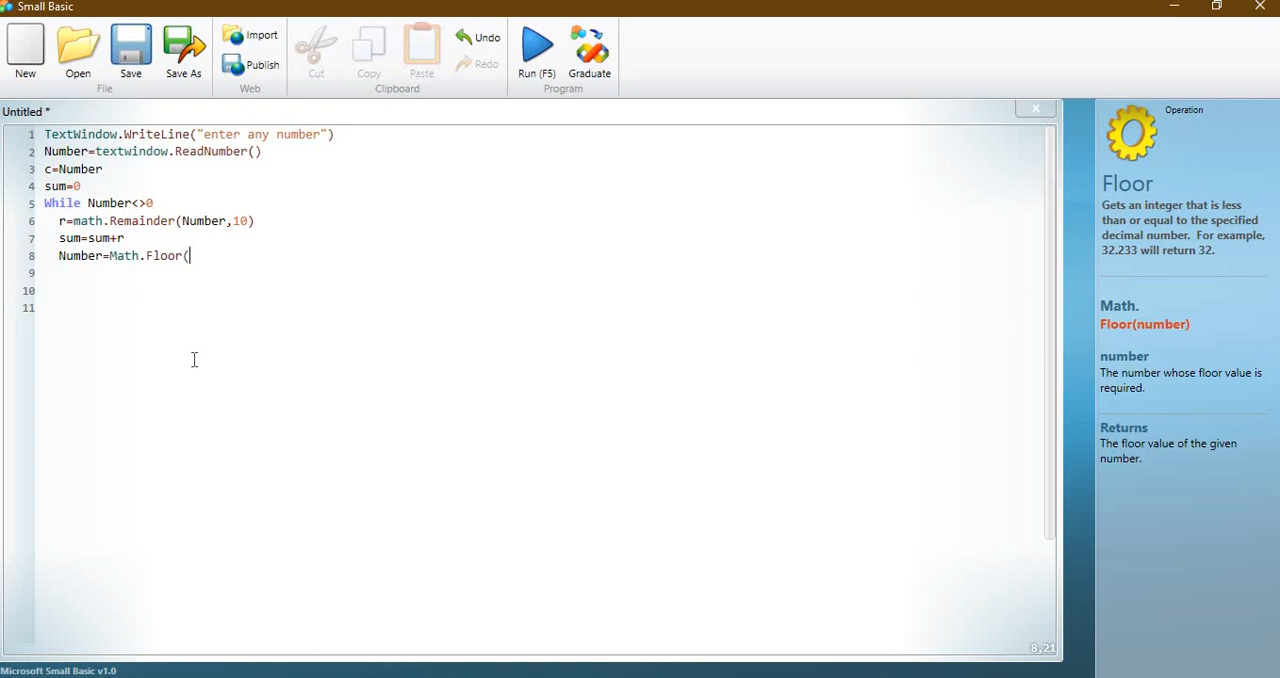 Small Basic
New
Open
Save
Save As
Import
Publish
Cut
Copy
Paste
Undo
Redo
Run (F5)
Graduate
File
Web
Clipboard
Program
Untitled *
1 TextWindow.WriteLine("enter any number")
2 Number=textwindow.ReadNumber()
3 c=Number
4 sum=0
5 While Number<>0
6 r=math.Remainder(Number,10)
7 sum=sum+r
8 Number=Math.Floor(
9
10
11
8,21
Operation
Floor
Gets an integer that is less
than or equal to the specified
decimal number. For example,
32.233 will return 32.
Math.
Floor(number)
number
The number whose floor value is
required.
Returns
The floor value of the given
number.
Microsoft Small Basic v1.0